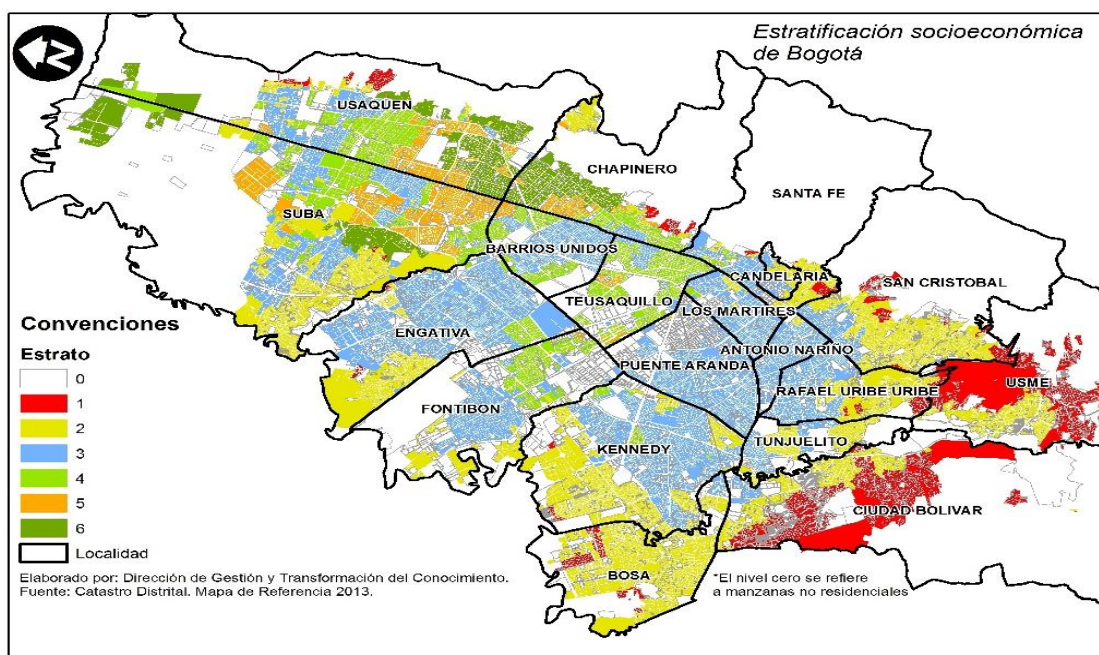 Estratificación socioeconómica
de Bogotá
N
USAQUEN
CHAPINERO
SANTA FE
SUBA
BARRIOS UNIDOS
CANDELARIA
SAN CRISTOBAL
TEUSAQUILLO
LOS MARTIRES
ENGATIVA
ANTONIO NARIÑO
PUENTE ARANDA
USME
RAFAEL URIBE URIBE
FONTIBON
TUNJUELITO
KENNEDY
CIUDAD BOLIVAR
BOSA
Convenciones
Estrato
0
1
2
3
4
5
6
Localidad
Elaborado por: Dirección de Gestión y Transformación del Conocimiento.
Fuente: Catastro Distrital. Mapa de Referencia 2013.
*El nivel cero se refiere
a manzanas no residenciales